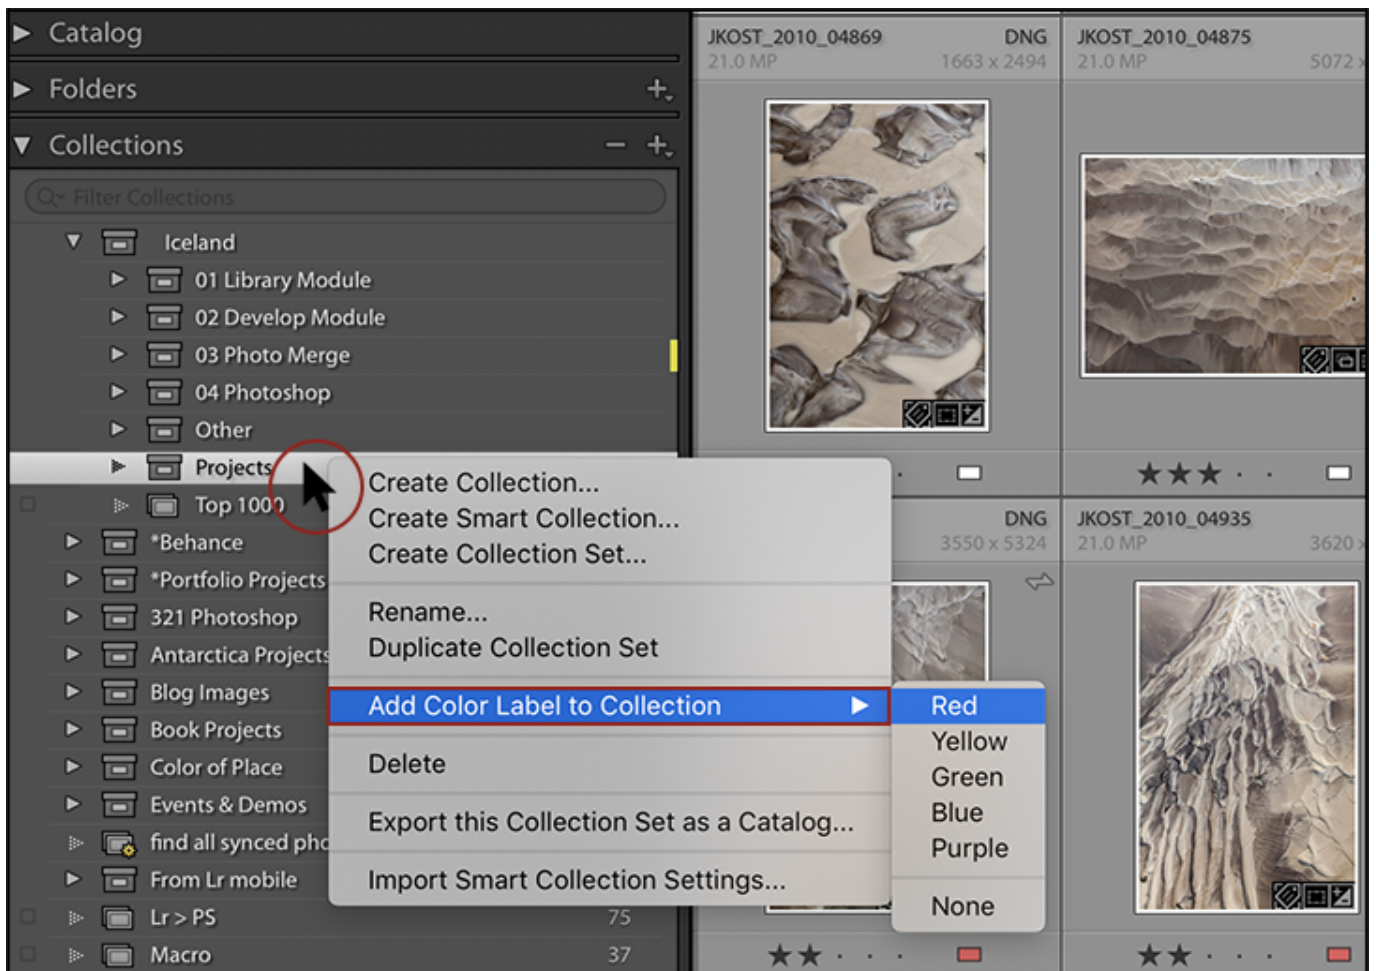 Catalog
Folders
Collections
Filter Collections
Iceland
01 Library Module
02 Develop Module
03 Photo Merge
04 Photoshop
Other
Projects
Top 1000
*Behance
*Portfolio Projects
321 Photoshop
Antarctica Projects
Blog Images
Book Projects
Color of Place
Events & Demos
find all synced pho
From Lr mobile
Lr > PS 75
Macro 37
Create Collection...
Create Smart Collection...
Create Collection Set...
Rename...
Duplicate Collection Set
Add Color Label to Collection
Delete
Export this Collection Set as a Catalog...
Import Smart Collection Settings...
Red
Yellow
Green
Blue
Purple
None
JKOST_2010_04869 DNG
21.0 MP 1663 x 2494
JKOST_2010_04875
21.0 MP 5072 x
DNG
3550 x 5324
JKOST_2010_04935
21.0 MP 3620 x